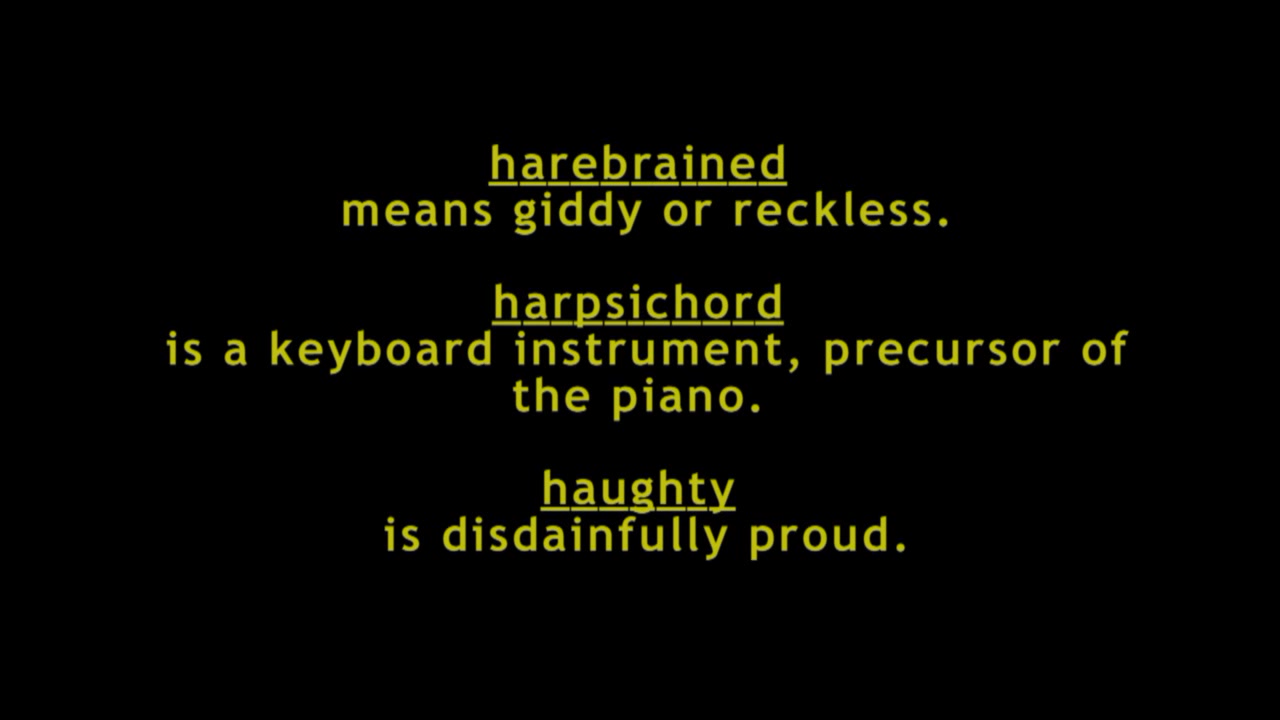 harebrained
means giddy or reckless.
harpsichord
is a keyboard instrument, precursor of
the piano.
haughty
is disdainfully proud.